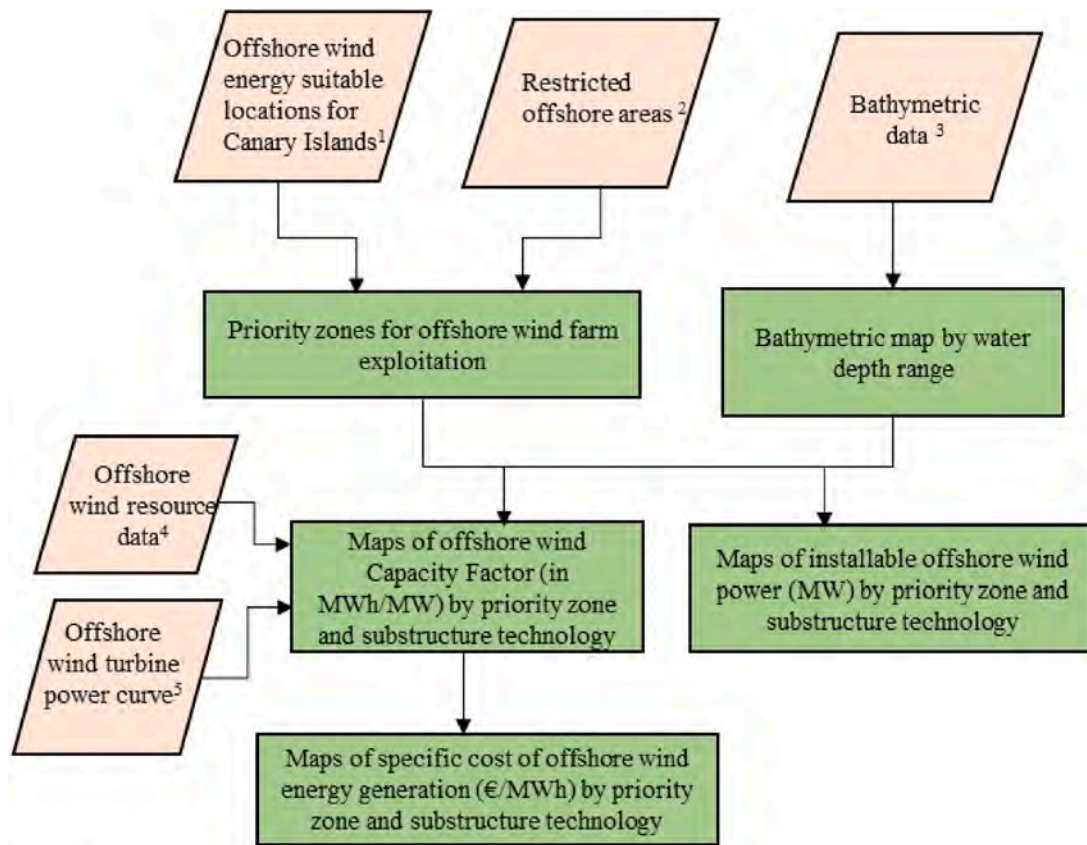 Offshore wind
energy suitable
locations for
Canary Islands¹
Restricted
offshore areas ²
Bathymetric
data ³
Priority zones for offshore wind farm
exploitation
Bathymetric map by water
depth range
Offshore
wind resource
data⁴
Offshore
wind turbine
power curve⁵
Maps of offshore wind
Capacity Factor (in
MWh/MW) by priority zone
and substructure technology
Maps of installable offshore wind
power (MW) by priority zone and
substructure technology
Maps of specific cost of offshore wind
energy generation (€/MWh) by priority
zone and substructure technology